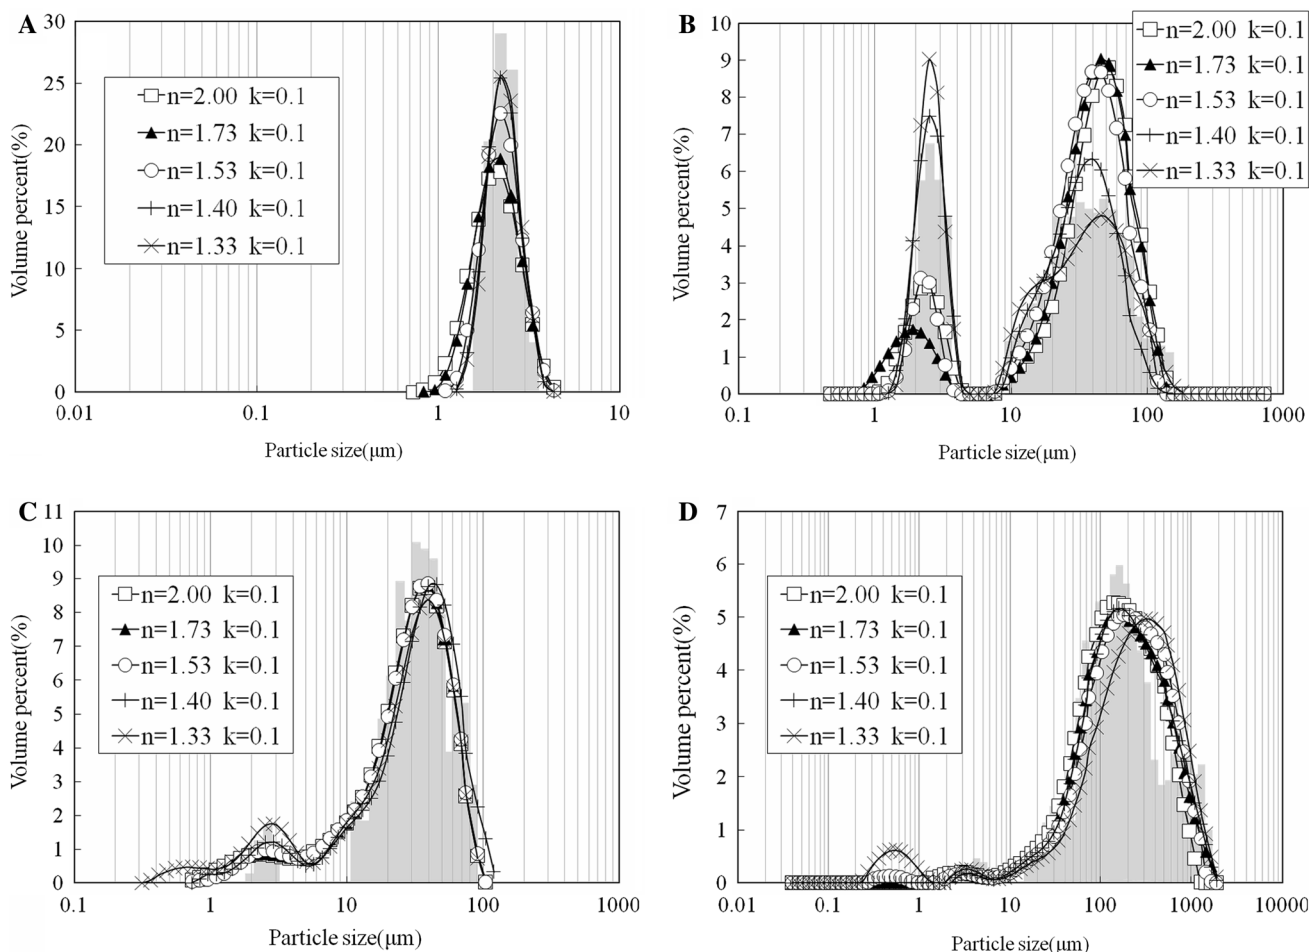 A
30
25
20
15
10
5
0
Volume percent(%)
n=2.00 k=0.1
n=1.73 k=0.1
n=1.53 k=0.1
n=1.40 k=0.1
n=1.33 k=0.1
0.01 0.1 1 10
Particle size(μm)
B
10
9
8
7
6
5
4
3
2
1
0
Volume percent(%)
n=2.00 k=0.1
n=1.73 k=0.1
n=1.53 k=0.1
n=1.40 k=0.1
n=1.33 k=0.1
0.1 1 10 100 1000
Particle size(μm)
C
11
10
9
8
7
6
5
4
3
2
1
0
Volume percent(%)
n=2.00 k=0.1
n=1.73 k=0.1
n=1.53 k=0.1
n=1.40 k=0.1
n=1.33 k=0.1
0.1 1 10 100 1000
Particle size(μm)
D
7
6
5
4
3
2
1
0
Volume percent(%)
n=2.00 k=0.1
n=1.73 k=0.1
n=1.53 k=0.1
n=1.40 k=0.1
n=1.33 k=0.1
0.01 0.1 1 10 100 1000 10000
Particle size(μm)